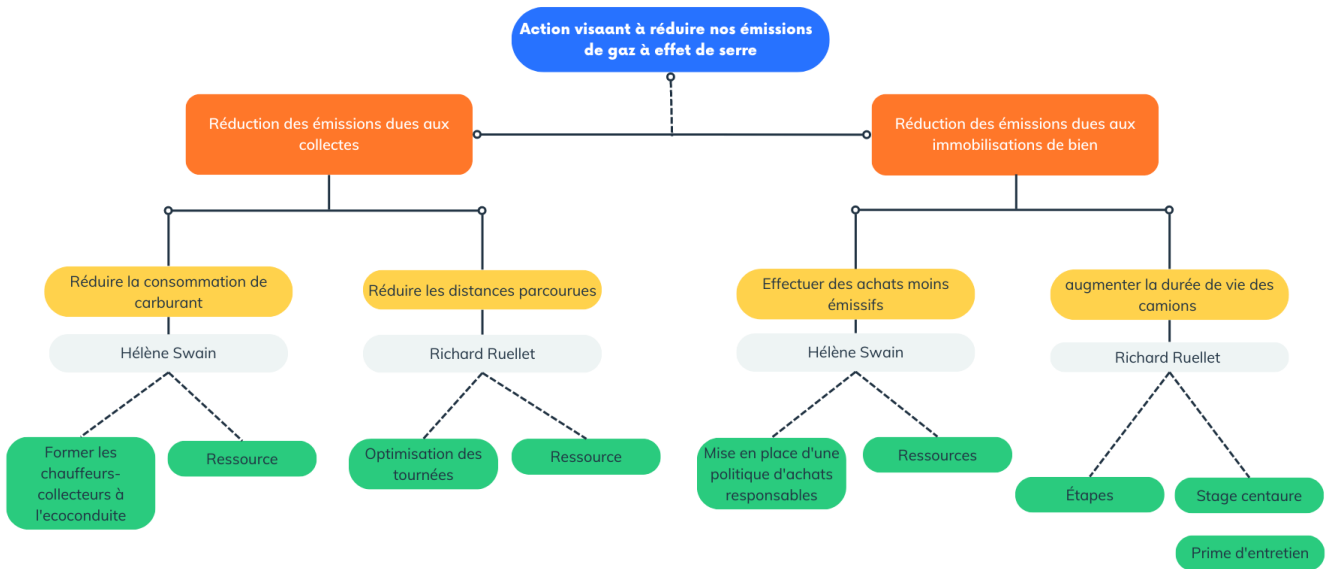 Action visaant à réduire nos émissions
de gaz à effet de serre
Réduction des émissions dues aux
collectes
Réduction des émissions dues aux
immobilisations de bien
Réduire la consommation de
carburant
Réduire les distances parcourues
Effectuer des achats moins
émissifs
augmenter la durée de vie des
camions
Hélène Swain
Richard Ruellet
Hélène Swain
Richard Ruellet
Former les
chauffeurs-
collecteurs à
l'ecoconduite
Ressource
Optimisation des
tournées
Ressource
Mise en place d'une
politique d'achats
responsables
Ressources
Étapes
Stage centaure
Prime d'entretien